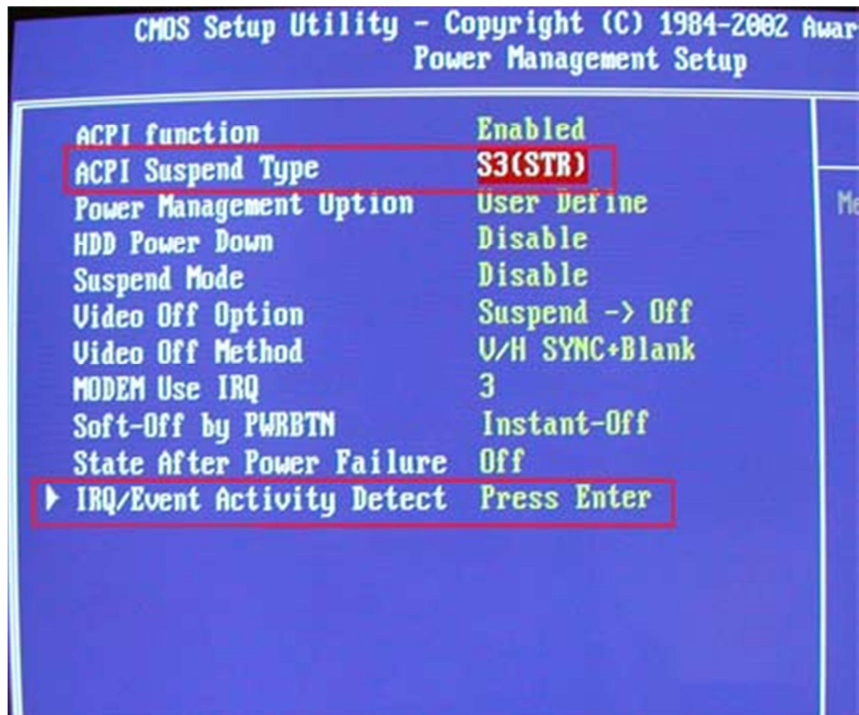 CMOS Setup Utility - Copyright (C) 1984-2002 Awar
Power Management Setup
ACPI function Enabled
ACPI Suspend Type S3(STR)
Power Management Option User Define
HDD Power Down Disable
Suspend Mode Disable
Video Off Option Suspend -> Off
Video Off Method V/H SYNC+Blank
MODEM Use IRQ 3
Soft-Off by PWRBTN Instant-Off
State After Power Failure Off
IRQ/Event Activity Detect Press Enter
Me